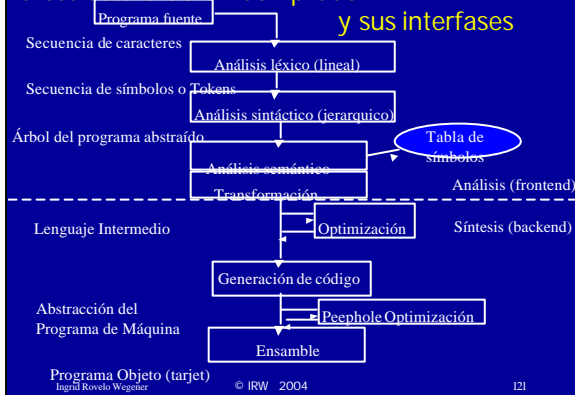 y sus interfases
Programa fuente
Secuencia de caracteres
Análisis léxico (lineal)
Secuencia de símbolos o Tokens
Análisis sintáctico (jerarquico)
Árbol del programa abstraído
Tabla de
símbolos
Análisis semántico
Transformación
Análisis (frontend)
Lenguaje Intermedio
Optimización
Síntesis (backend)
Generación de código
Abstracción del
Programa de Máquina
Peephole Optimización
Ensamble
Programa Objeto (tarjet)
Ingrid Rovelo Wegener
© IRW 2004
121